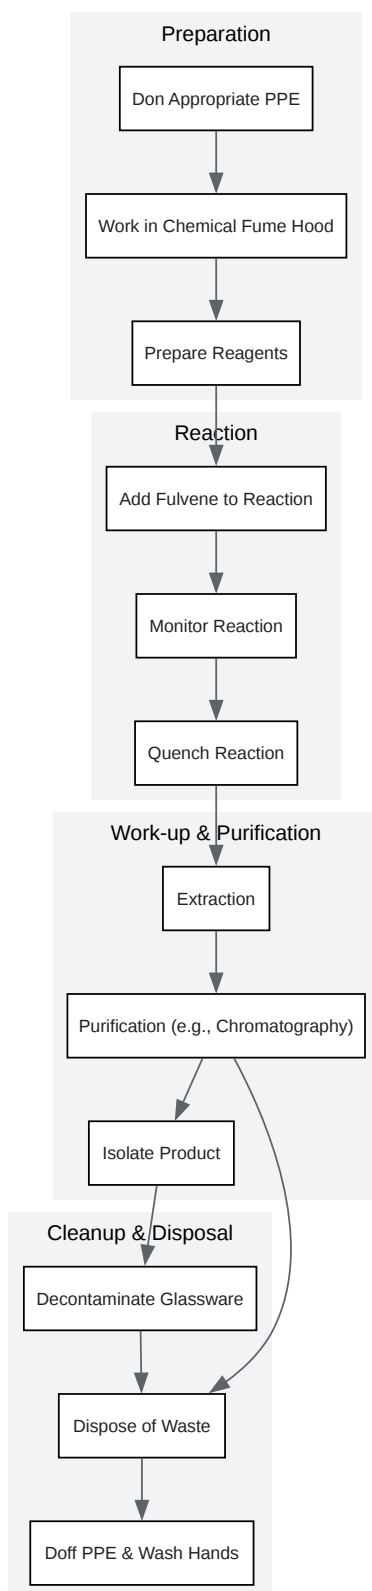 Preparation
Don Appropriate PPE
Work in Chemical Fume Hood
Prepare Reagents
Reaction
Add Fulvene to Reaction
Monitor Reaction
Quench Reaction
Work-up & Purification
Extraction
Purification (e.g., Chromatography)
Isolate Product
Cleanup & Disposal
Decontaminate Glassware
Dispose of Waste
Doff PPE & Wash Hands